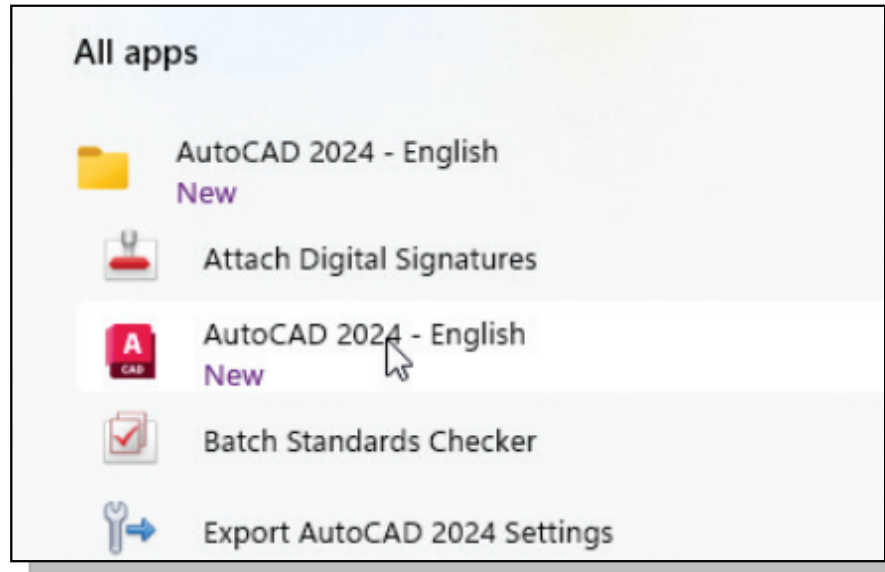 All apps
AutoCAD 2024 - English
New
Attach Digital Signatures
AutoCAD 2024 - English
New
A
CAD
Batch Standards Checker
Export AutoCAD 2024 Settings